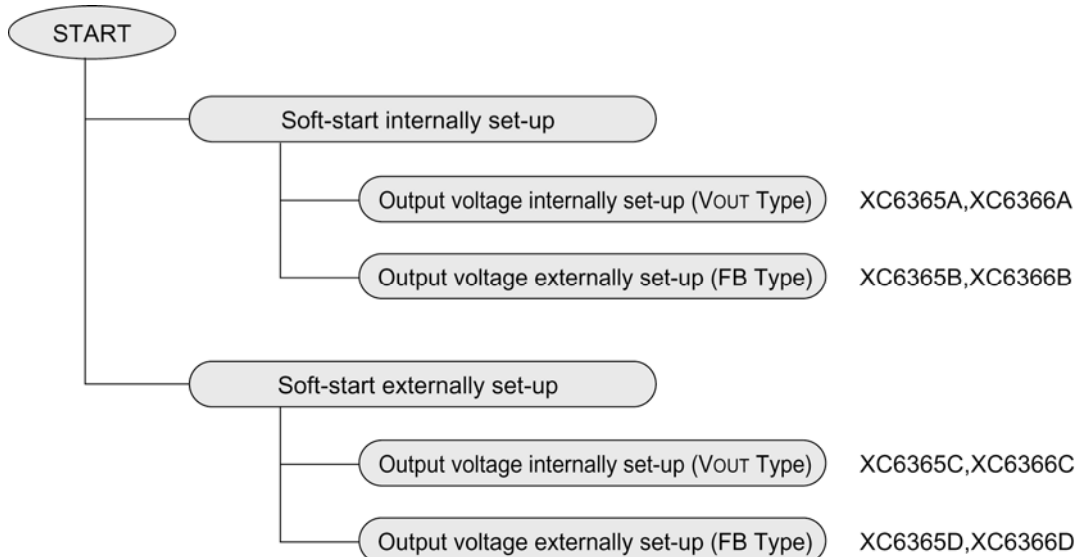 START
Soft-start internally set-up
Output voltage internally set-up (VOUT Type) XC6365A,XC6366A
Output voltage externally set-up (FB Type) XC6365B,XC6366B
Soft-start externally set-up
Output voltage internally set-up (VOUT Type) XC6365C,XC6366C
Output voltage externally set-up (FB Type) XC6365D,XC6366D